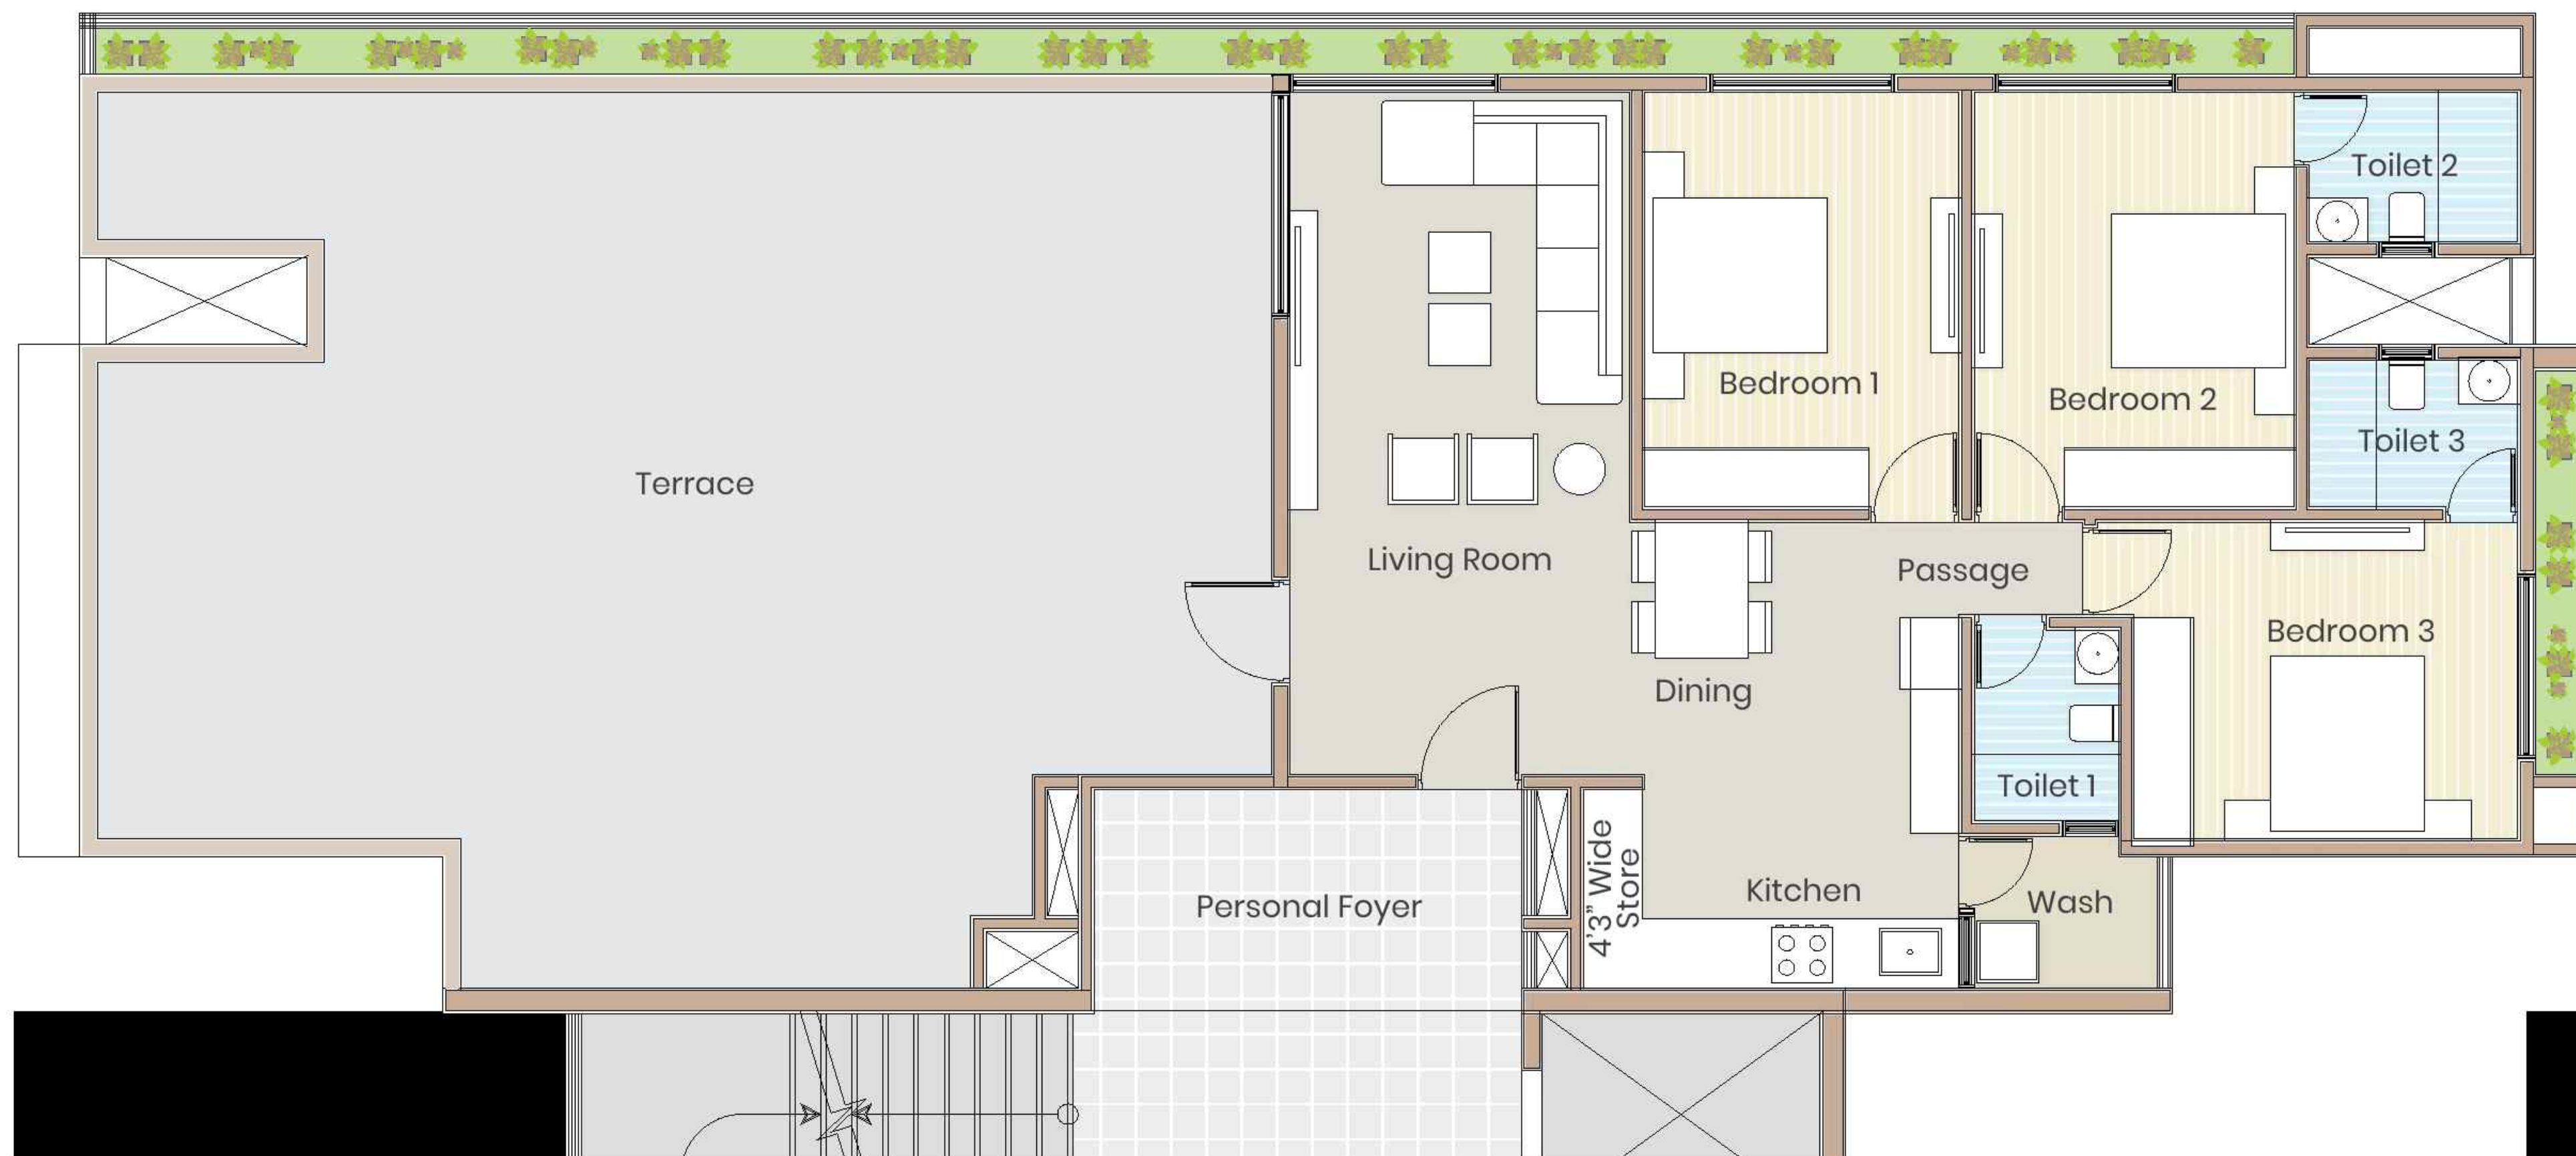 Toilet 2
Bedroom 1
Bedroom 2
Toilet 3
Terrace
Living Room
Passage
Bedroom 3
Dining
Toilet 1
4'3" Wide
Store
Kitchen
Wash
Personal Foyer